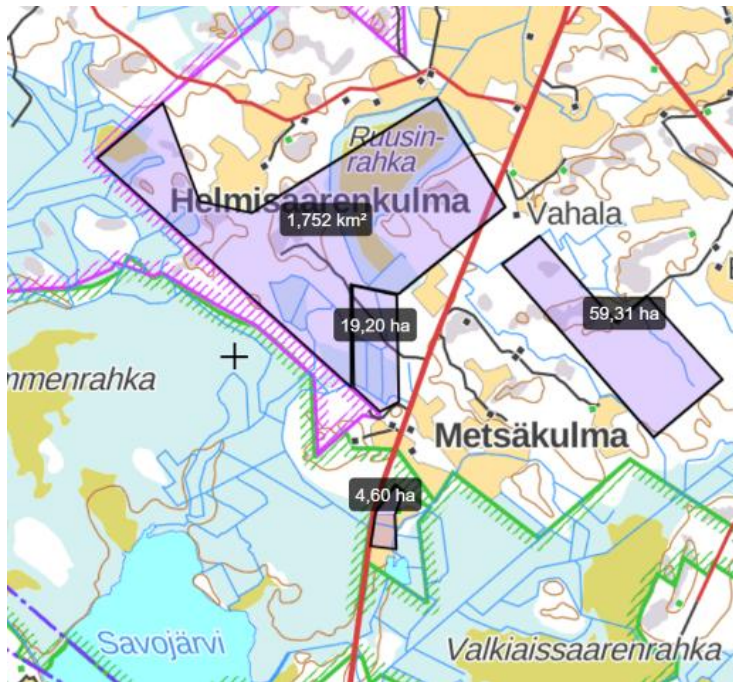 Ruusin-
rahka
Helmisaarenkulma
1,752 km²
Vahala
59,31 ha
19,20 ha
mmenrahka
Metsäkulma
4,60 ha
Savojärvi
Valkiaissaarenrahka